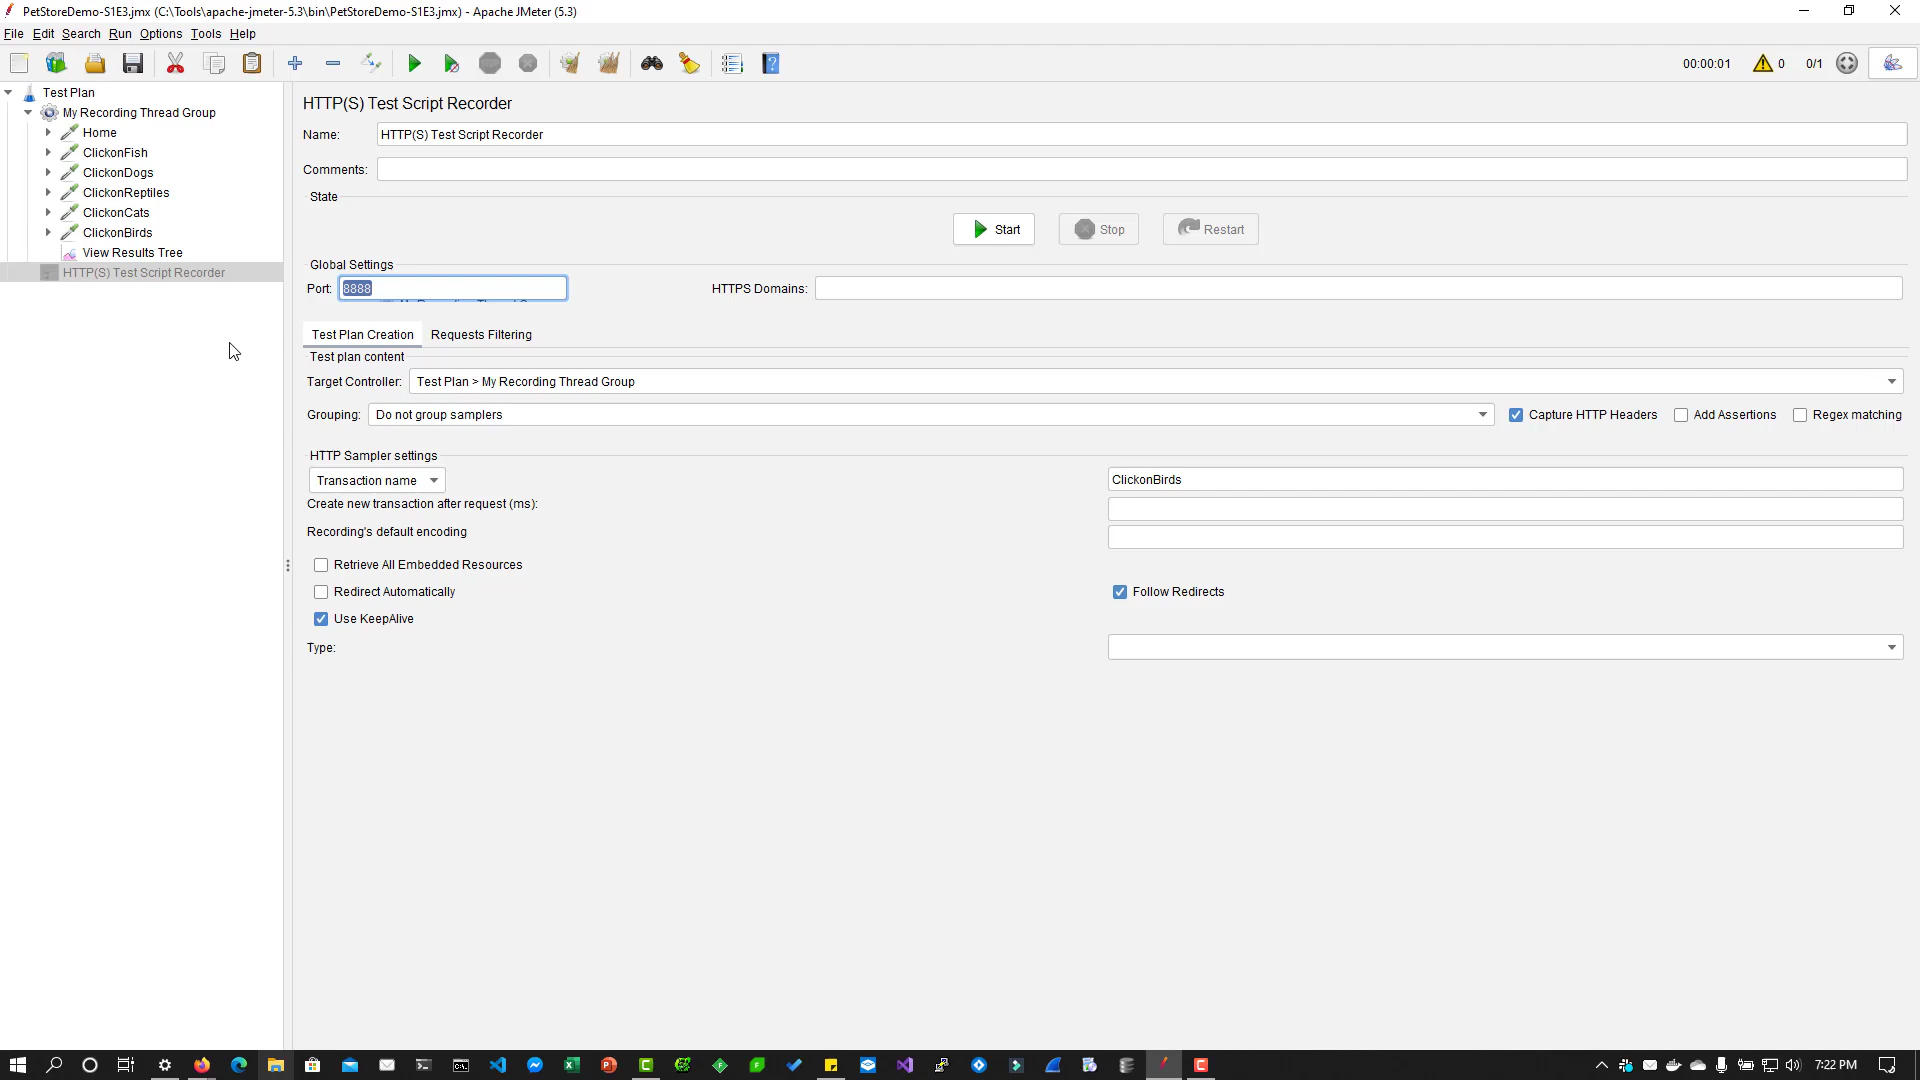 PetStoreDemo-S1E3.jmx (C:\Tools\apache-jmeter-5.3\bin\PetStoreDemo-S1E3.jmx) - Apache JMeter (5.3)
File Edit Search Run Options Tools Help
00:00:01 0 0/1
Test Plan
My Recording Thread Group
Home
ClickonFish
ClickonDogs
ClickonReptiles
ClickonCats
ClickonBirds
View Results Tree
HTTP(S) Test Script Recorder
HTTP(S) Test Script Recorder
Name: HTTP(S) Test Script Recorder
Comments:
State
Start Stop Restart
Global Settings
Port: 8888 HTTPS Domains:
Test Plan Creation Requests Filtering
Test plan content
Target Controller: Test Plan > My Recording Thread Group
Grouping: Do not group samplers Capture HTTP Headers Add Assertions Regex matching
HTTP Sampler settings
Transaction name ClickonBirds
Create new transaction after request (ms):
Recording's default encoding
Retrieve All Embedded Resources
Redirect Automatically Follow Redirects
Use KeepAlive
Type:
7:22 PM